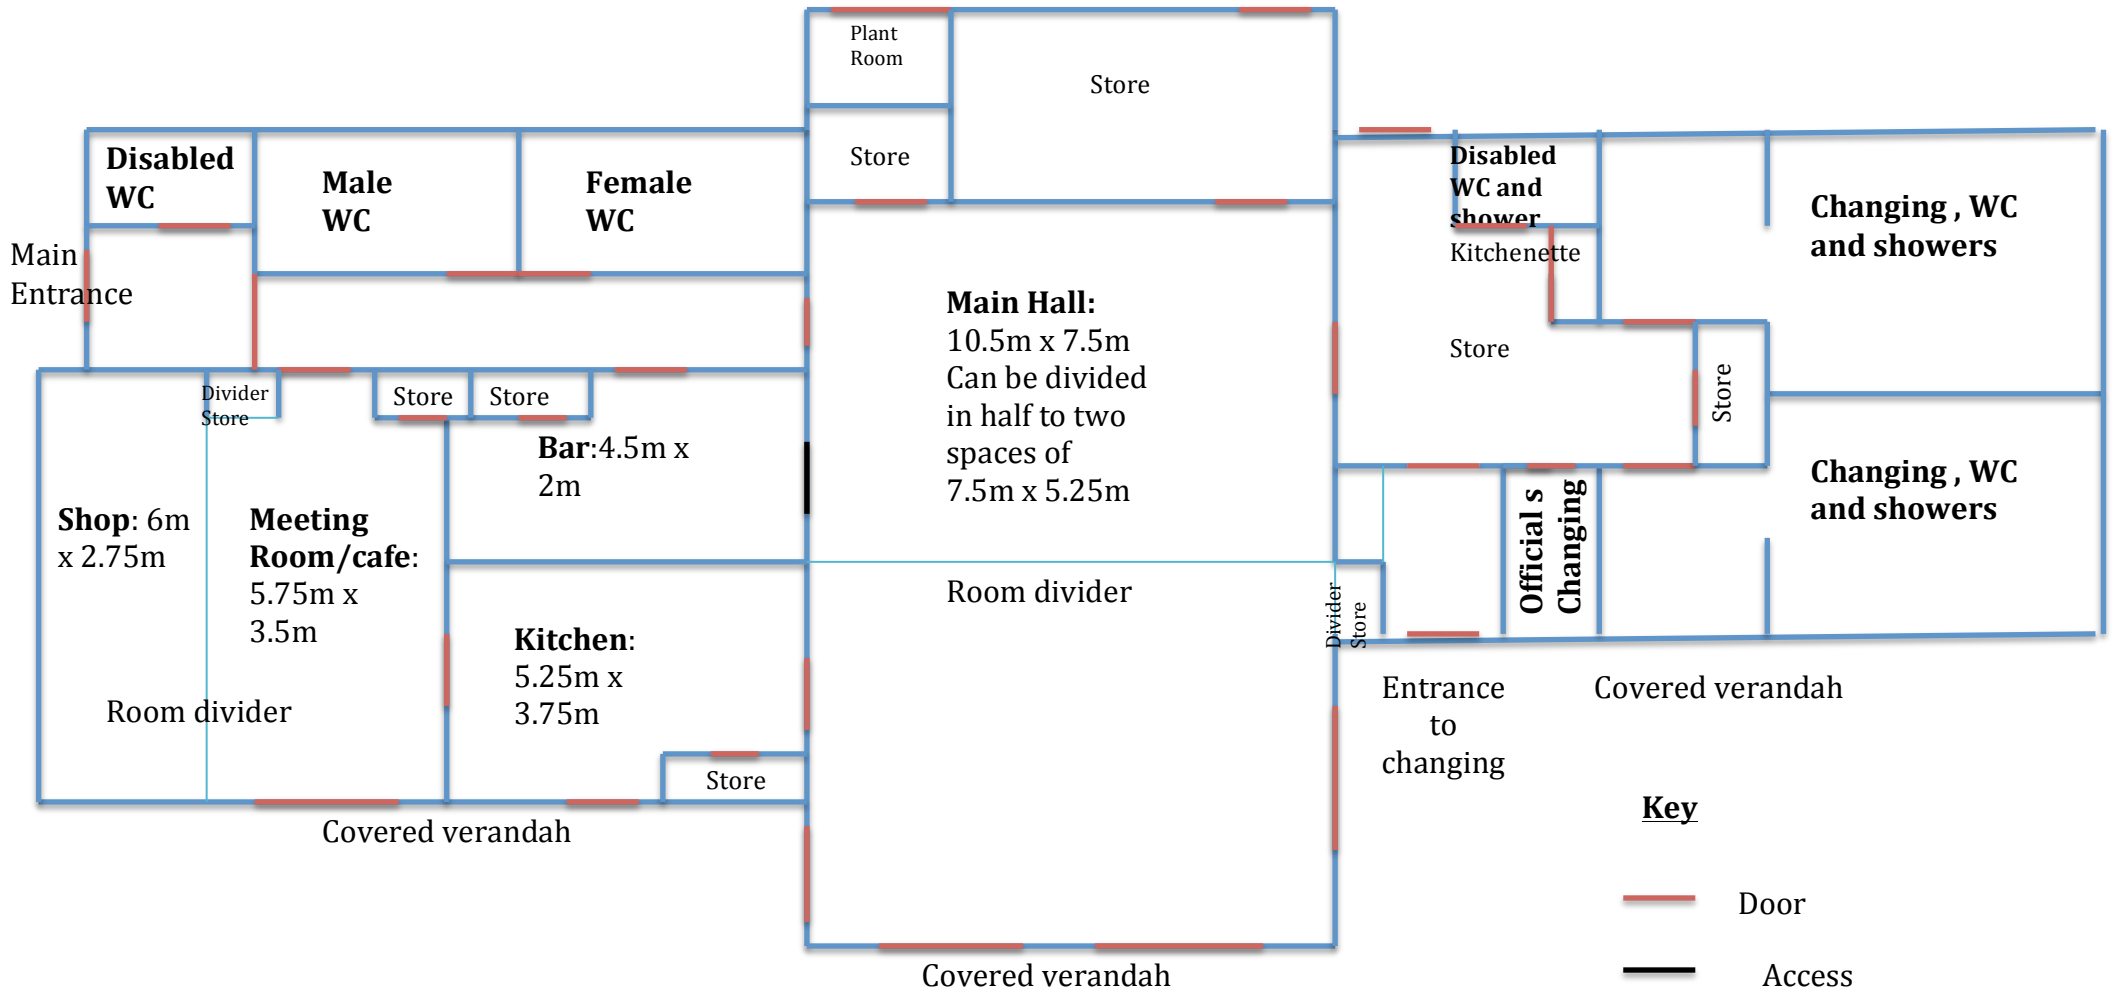 Plant
Room
Store
Store
Disabled
WC
Male
WC
Female
WC
Main
Entrance
Disabled
WC and
shower
Kitchenette
Changing , WC
and showers
Main Hall:
10.5m x 7.5m
Can be divided
in half to two
spaces of
7.5m x 5.25m
Store
Store
Divider
Store
Store
Store
Bar:4.5m x
2m
Shop: 6m
x 2.75m
Meeting
Room/cafe:
5.75m x
3.5m
Room divider
Kitchen:
5.25m x
3.75m
Store
Room divider
Divider
Store
Official s
Changing
Changing , WC
and showers
Entrance
to
changing
Covered verandah
Covered verandah
Covered verandah
Key
Door
Access